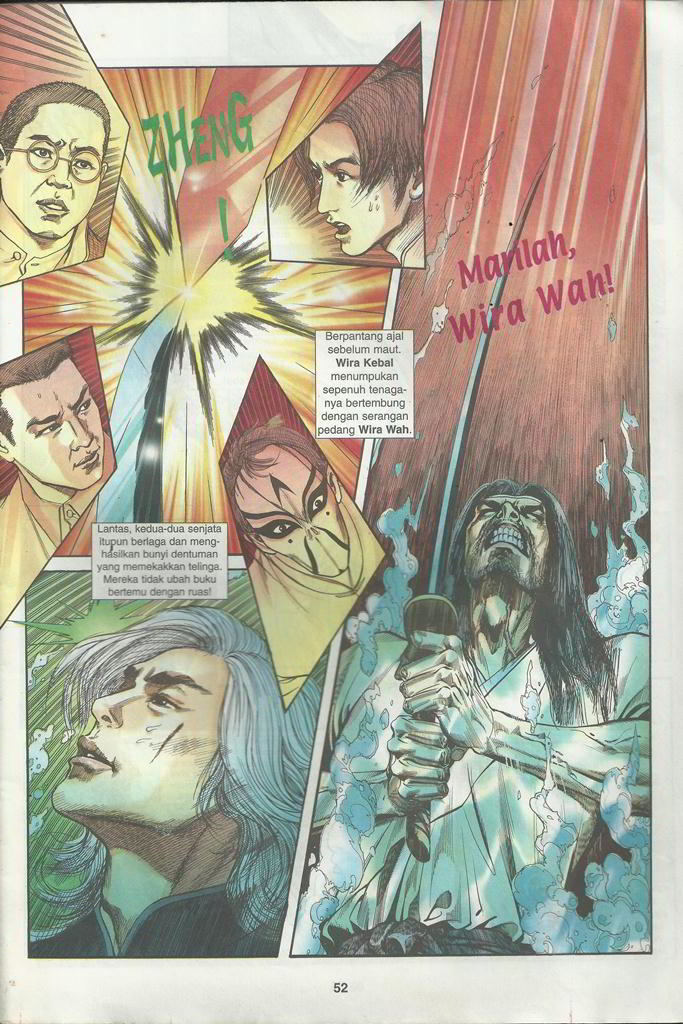 ZHENG
!
Marilah,
Wira Wah!
Berpantang ajal
sebelum maut.
Wira Kebal
menumpukan
sepenuh tenaga-
nya bertembung
dengan serangan
pedang Wira Wah.
Lantas, kedua-dua senjata
itupun berlaga dan meng-
hasilkan bunyi dentuman
yang memekakkan telinga.
Mereka tidak ubah buku
bertemu dengan ruas!
52